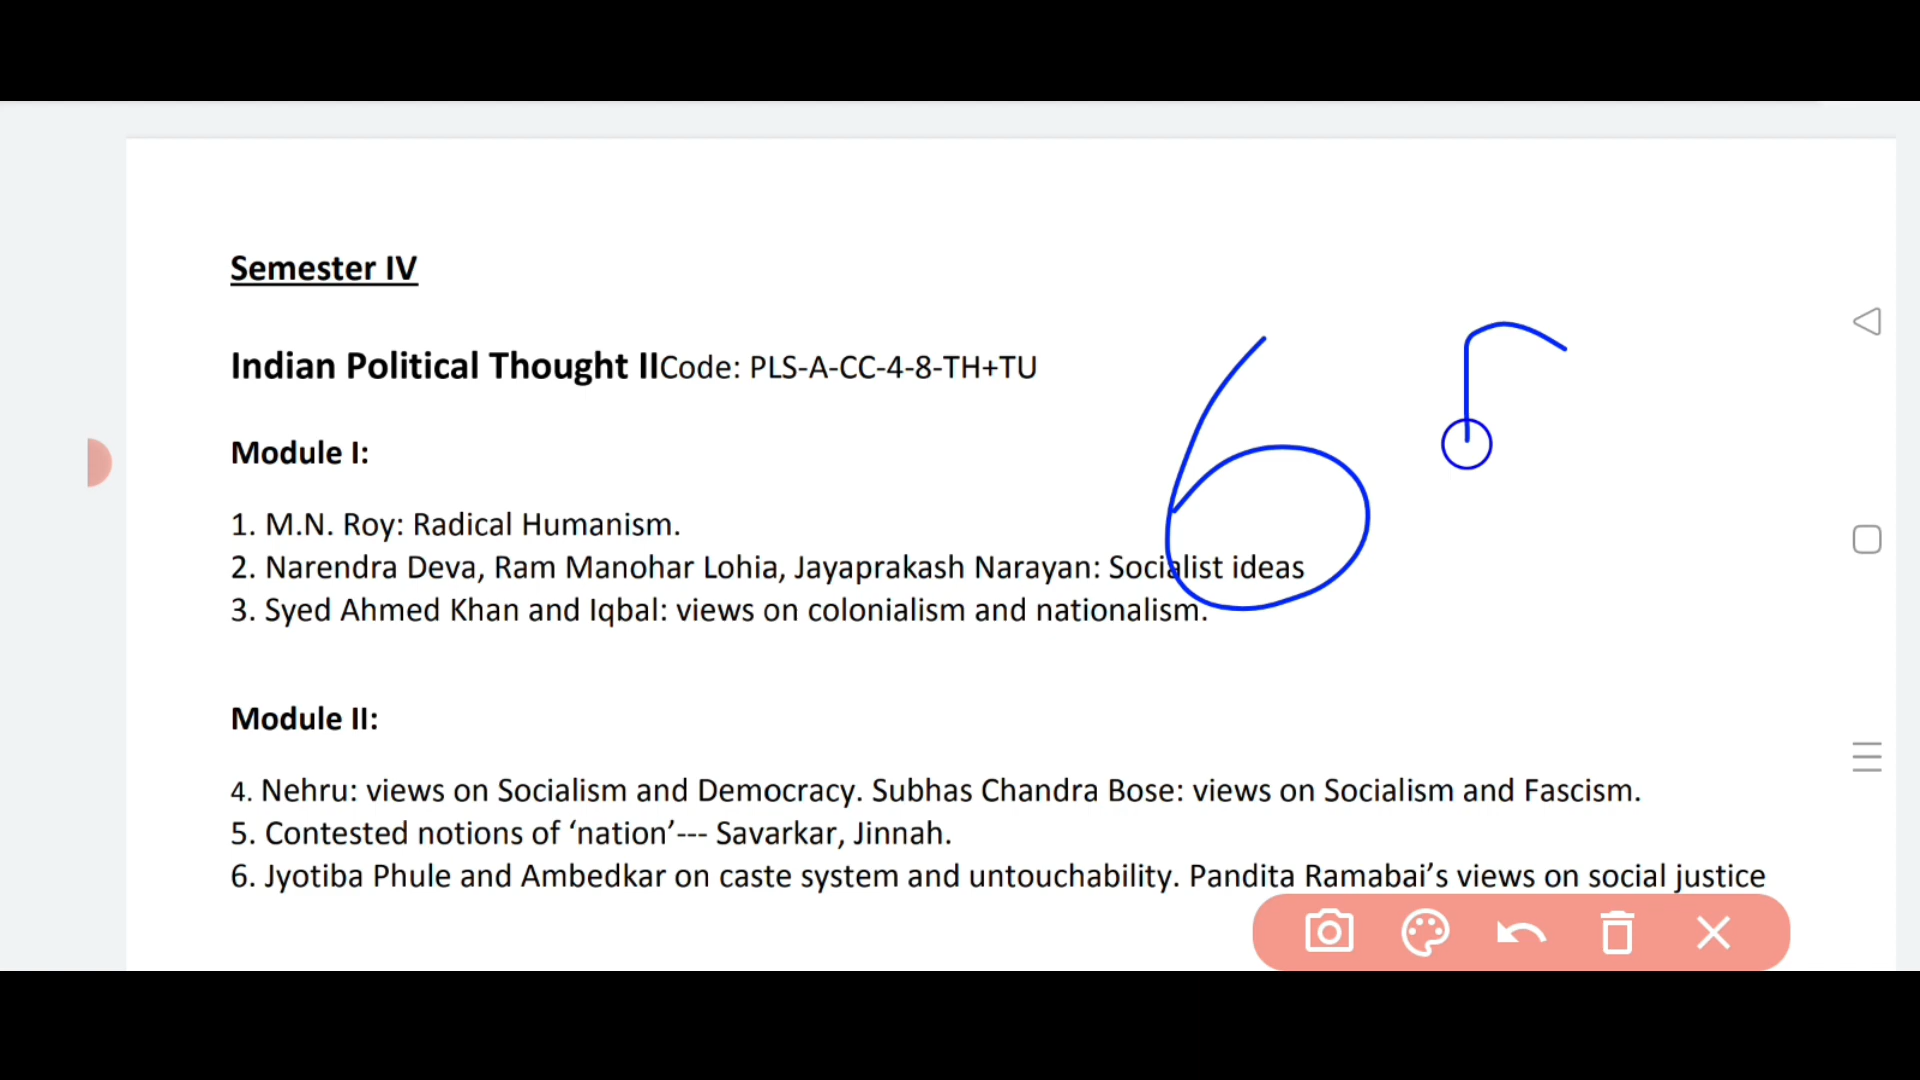 Semester IV
Indian Political Thought IICode: PLS-A-CC-4-8-TH+TU
Module I:
1. M.N. Roy: Radical Humanism.
2. Narendra Deva, Ram Manohar Lohia, Jayaprakash Narayan: Socialist ideas
3. Syed Ahmed Khan and Iqbal: views on colonialism and nationalism.
6
Module II:
4. Nehru: views on Socialism and Democracy. Subhas Chandra Bose: views on Socialism and Fascism.
5. Contested notions of ‘nation’--- Savarkar, Jinnah.
6. Jyotiba Phule and Ambedkar on caste system and untouchability. Pandita Ramabai’s views on social justice